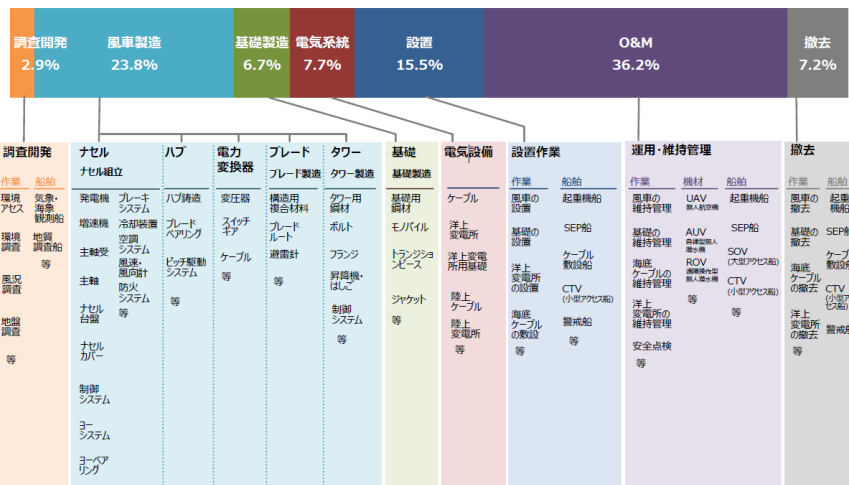 調査開発
2.9%
風車製造
23.8%
基礎製造
6.7%
電気系統
7.7%
設置
15.5%
O&M
36.2%
撤去
7.2%
調査開発
作業
環境
アセス
環境
調査
風況
調査
地盤
調査
等
船舶
気象・
海象
観測船
地質
調査船
等
ナセル
ナセル組立
発電機
増速機
主軸受
主軸
ナセル
台盤
ナセル
カバー
制御
システム
ヨー
システム
ヨーベア
リング
ブレーキ
システム
冷却装置
空調
システム
風速・
風向計
防火
システム
等
ハブ
ハブ鋳造
ブレード
ベアリング
ピッチ駆動
システム
等
電力
変換器
変圧器
スイッチ
ギア
ケーブル
等
ブレード
ブレード製造
構造用
複合材料
ブレード
ルート
避雷針
等
タワー
タワー製造
タワー用
鋼材
ボルト
フランジ
昇降機・
はしご
制御
システム
等
基礎
基礎製造
基礎用
鋼材
モノパイル
トランジショ
ンピース
ジャケット
等
電気設備
ケーブル
洋上
変電所
洋上変電
所用基礎
陸上
ケーブル
陸上
変電所
等
設置作業
作業
風車の
設置
基礎の
設置
洋上
変電所
の設置
海底
ケーブル
の敷設
等
船舶
起重機船
SEP船
ケーブル
敷設船
CTV
(小型アクセス船)
警戒船
等
運用・維持管理
作業
風車の
維持管理
基礎の
維持管理
海底
ケーブルの
維持管理
洋上
変電所の
維持管理
安全点検
等
機材
UAV
無人航空機
AUV
自律型無人
潜水機
ROV
遠隔操作型
無人潜水機
等
船舶
起重機船
SEP船
SOV
(大型アクセス船)
CTV
(小型アクセス船)
等
撤去
作業
風車の
撤去
基礎の
撤去
海底
ケーブル
の撤去
洋上
変電所
の撤去
等
船舶
起重
機船
SEP船
ケーブ
敷設
CTV
(小型ア
セス船)
警戒